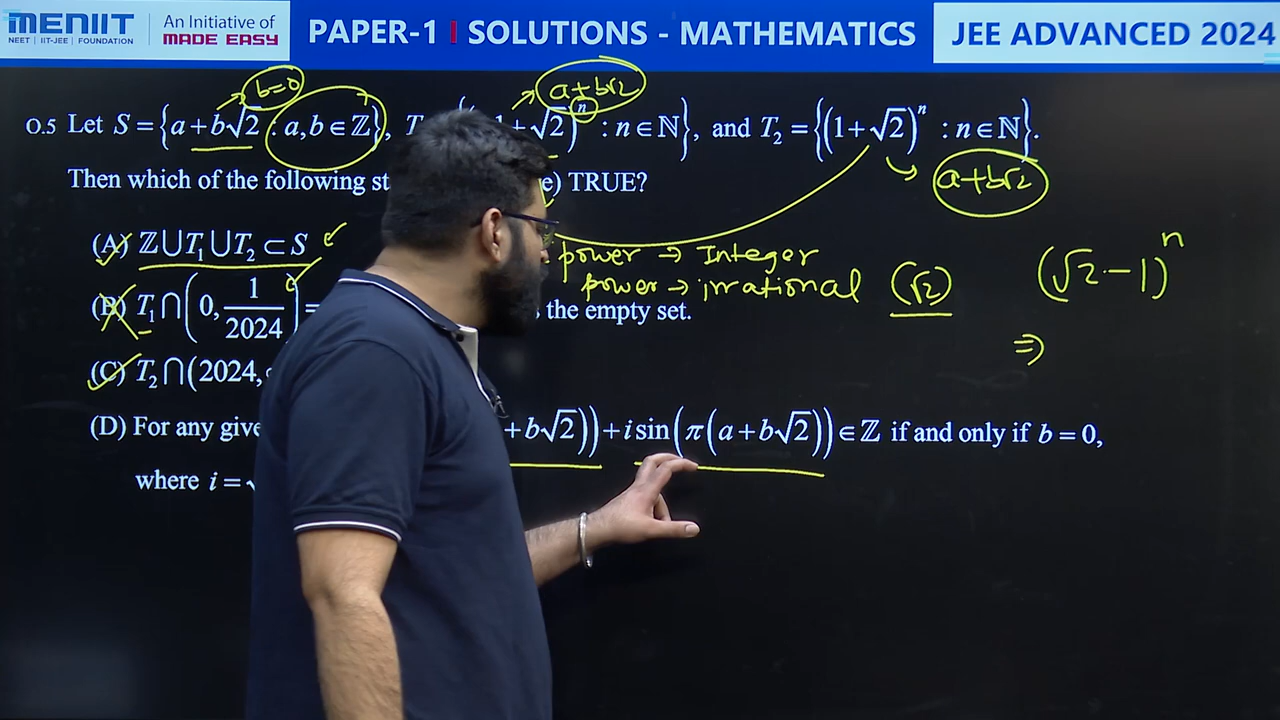 MENIIT
NEET | IIT-JEE | FOUNDATION
An Initiative of
MADE EASY
PAPER-1 | SOLUTIONS - MATHEMATICS
JEE ADVANCED 2024
b=0
a+b√2
Q.5 Let S = {a+b√2 : a,b∈ℤ}, T 1+√2)ⁿ : n∈ℕ}, and T₂ = {(1+√2)ⁿ : n∈ℕ}.
a+b√2
Then which of the following st e) TRUE?
(A) ℤ∪T₁∪T₂ ⊂ S
power → Integer
(√2-1)ⁿ
power → irrational (√2)
(B) T₁∩(0, 1/2024) = the empty set.
⇒
(C) T₂∩(2024,
(D) For any give +b√2))+i sin(π(a+b√2))∈ℤ if and only if b = 0,
where i = √